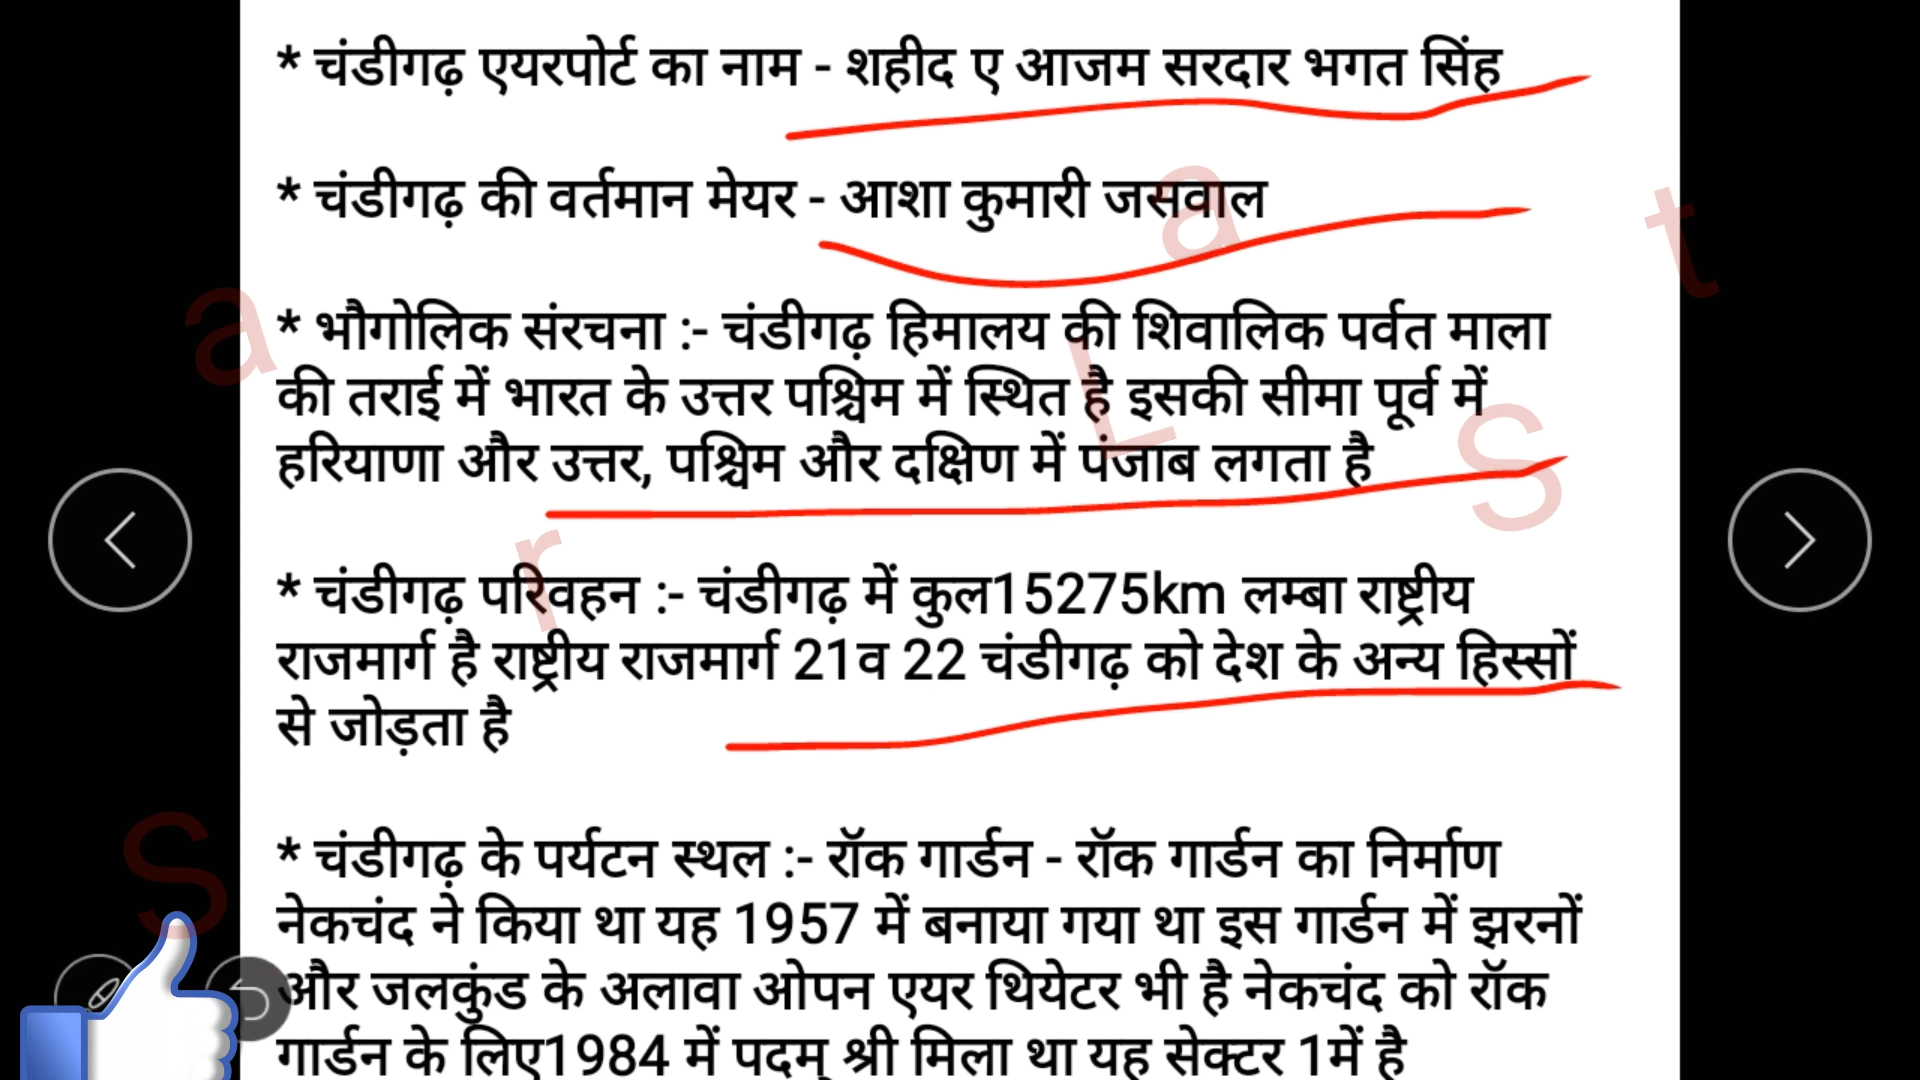 * चंडीगढ़ एयरपोर्ट का नाम - शहीद ए आजम सरदार भगत सिंह
* चंडीगढ़ की वर्तमान मेयर - आशा कुमारी जसवाल
* भौगोलिक संरचना :- चंडीगढ़ हिमालय की शिवालिक पर्वत माला
की तराई में भारत के उत्तर पश्चिम में स्थित है इसकी सीमा पूर्व में
हरियाणा और उत्तर, पश्चिम और दक्षिण में पंजाब लगता है
* चंडीगढ़ परिवहन :- चंडीगढ़ में कुल15275km लम्बा राष्ट्रीय
राजमार्ग है राष्ट्रीय राजमार्ग 21व 22 चंडीगढ़ को देश के अन्य हिस्सों
से जोड़ता है
* चंडीगढ़ के पर्यटन स्थल :- रॉक गार्डन - रॉक गार्डन का निर्माण
नेकचंद ने किया था यह 1957 में बनाया गया था इस गार्डन में झरनों
और जलकुंड के अलावा ओपन एयर थियेटर भी है नेकचंद को रॉक
गार्डन के लिए1984 में पदम् श्री मिला था यह सेक्टर 1में है
a
t
a
L
S
r
S